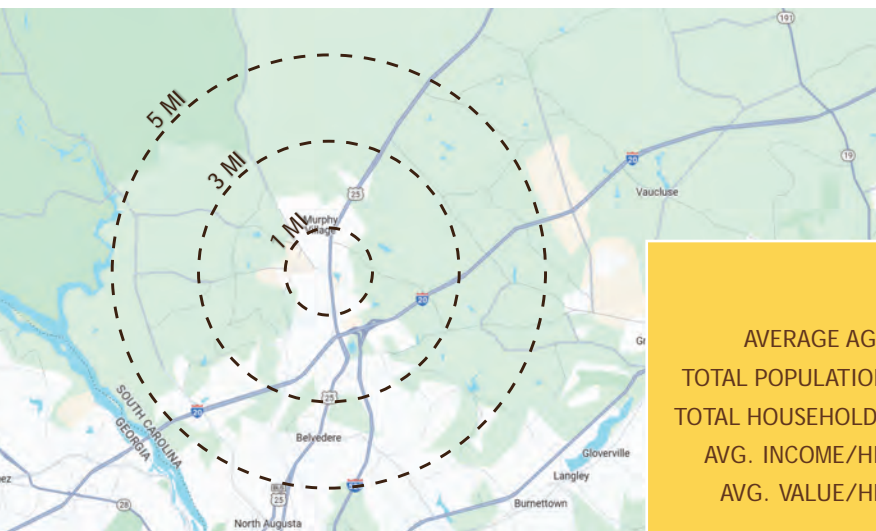 191
5 MI
3 MI
20
19
Vaucluse
25
1 MI
Murphy
Village
20
AVERAGE AG
TOTAL POPULATION
TOTAL HOUSEHOLD
AVG. INCOME/H
AVG. VALUE/H
25
20
SOUTH CAROLINA
GEORGIA
Belvedere
Gloverville
Langley
25
28
Burnettown
North Augusta